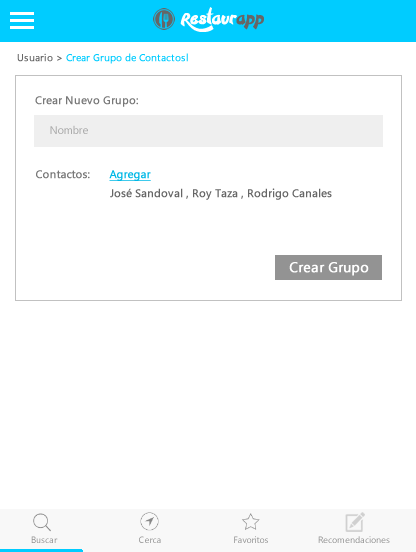 Restaurapp
Usuario > Crear Grupo de Contactos|
Crear Nuevo Grupo:
Nombre
Contactos: Agregar
José Sandoval , Roy Taza , Rodrigo Canales
Crear Grupo
Buscar Cerca Favoritos Recomendaciones